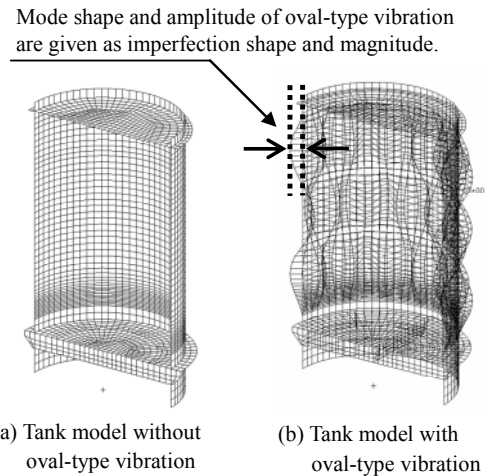 Mode shape and amplitude of oval-type vibration
are given as imperfection shape and magnitude.
a) Tank model without
oval-type vibration
(b) Tank model with
oval-type vibration